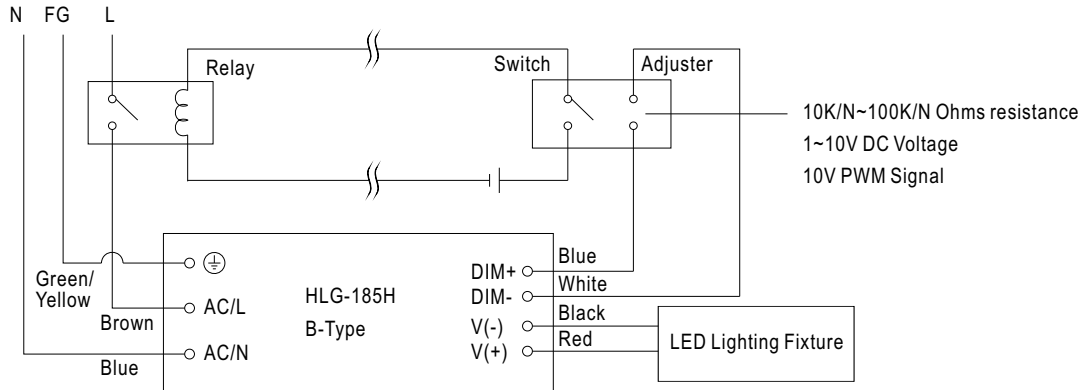 N FG L
Relay
Switch
Adjuster
10K/N~100K/N Ohms resistance
1~10V DC Voltage
10V PWM Signal
Green/
Yellow
Brown
Blue
AC/L
AC/N
HLG-185H
B-Type
DIM+
DIM-
V(-)
V(+)
Blue
White
Black
Red
LED Lighting Fixture